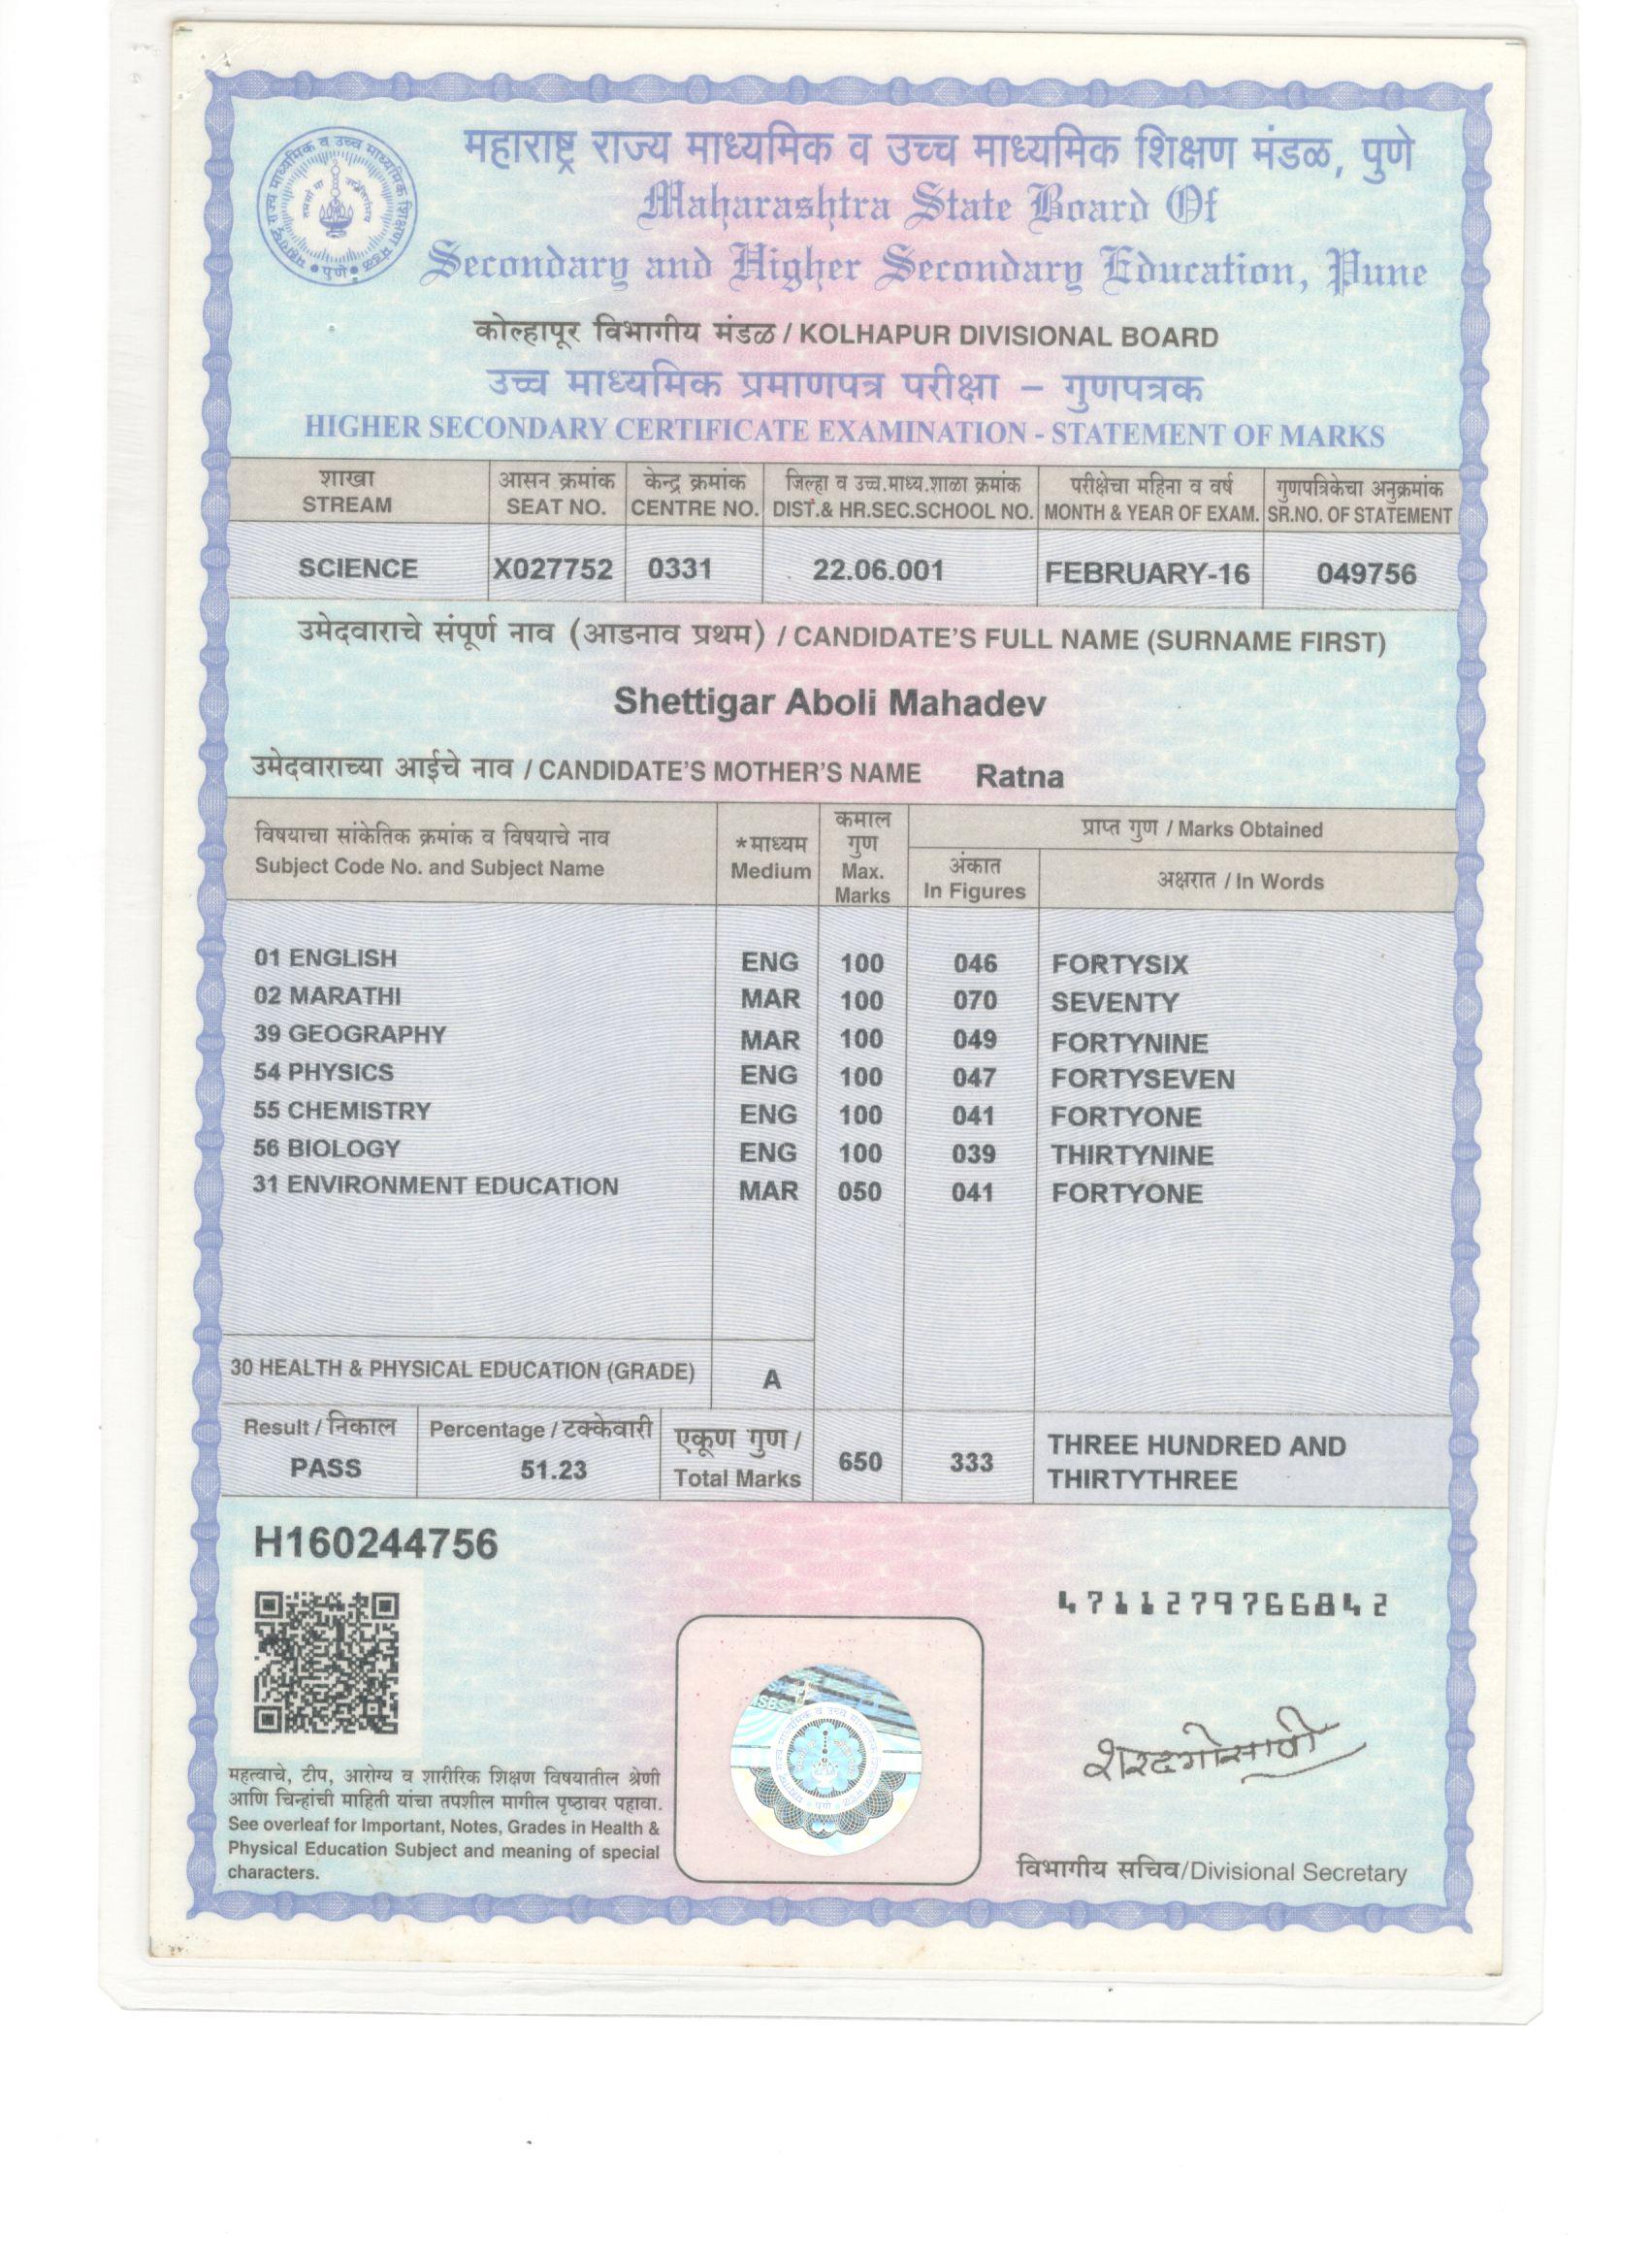 महाराष्ट्र राज्य माध्यमिक व उच्च माध्यमिक शिक्षण मंडळ, पुणे
Maharashtra State Board Of
Secondary and Higher Secondary Education, Pune
महाराष्ट्र राज्य माध्यमिक व उच्च माध्यमिक शिक्षण मंडळ
पुणे
कोल्हापूर विभागीय मंडळ / KOLHAPUR DIVISIONAL BOARD
उच्च माध्यमिक प्रमाणपत्र परीक्षा – गुणपत्रक
HIGHER SECONDARY CERTIFICATE EXAMINATION - STATEMENT OF MARKS
शाखा आसन क्रमांक केन्द्र क्रमांक जिल्हा व उच्च.माध्य.शाळा क्रमांक परीक्षेचा महिना व वर्ष गुणपत्रिकेचा अनुक्रमांक
STREAM SEAT NO. CENTRE NO. DIST.& HR.SEC.SCHOOL NO. MONTH & YEAR OF EXAM. SR.NO. OF STATEMENT
SCIENCE X027752 0331 22.06.001 FEBRUARY-16 049756
उमेदवाराचे संपूर्ण नाव (आडनाव प्रथम) / CANDIDATE'S FULL NAME (SURNAME FIRST)
Shettigar Aboli Mahadev
उमेदवाराच्या आईचे नाव / CANDIDATE'S MOTHER'S NAME Ratna
विषयाचा सांकेतिक क्रमांक व विषयाचे नाव
Subject Code No. and Subject Name
*माध्यम
Medium
कमाल
गुण
Max.
Marks
प्राप्त गुण / Marks Obtained
अंकात
In Figures
अक्षरात / In Words
01 ENGLISH ENG 100 046 FORTYSIX
02 MARATHI MAR 100 070 SEVENTY
39 GEOGRAPHY MAR 100 049 FORTYNINE
54 PHYSICS ENG 100 047 FORTYSEVEN
55 CHEMISTRY ENG 100 041 FORTYONE
56 BIOLOGY ENG 100 039 THIRTYNINE
31 ENVIRONMENT EDUCATION MAR 050 041 FORTYONE
30 HEALTH & PHYSICAL EDUCATION (GRADE) A
Result / निकाल
PASS
Percentage / टक्केवारी
51.23
एकूण गुण /
Total Marks
650 333
THREE HUNDRED AND
THIRTYTHREE
H160244756
4711279766842
शरदगोसावी
महत्वाचे, टीप, आरोग्य व शारीरिक शिक्षण विषयातील श्रेणी
आणि चिन्हांची माहिती यांचा तपशील मागील पृष्ठावर पहावा.
See overleaf for Important, Notes, Grades in Health &
Physical Education Subject and meaning of special
characters.
विभागीय सचिव/Divisional Secretary